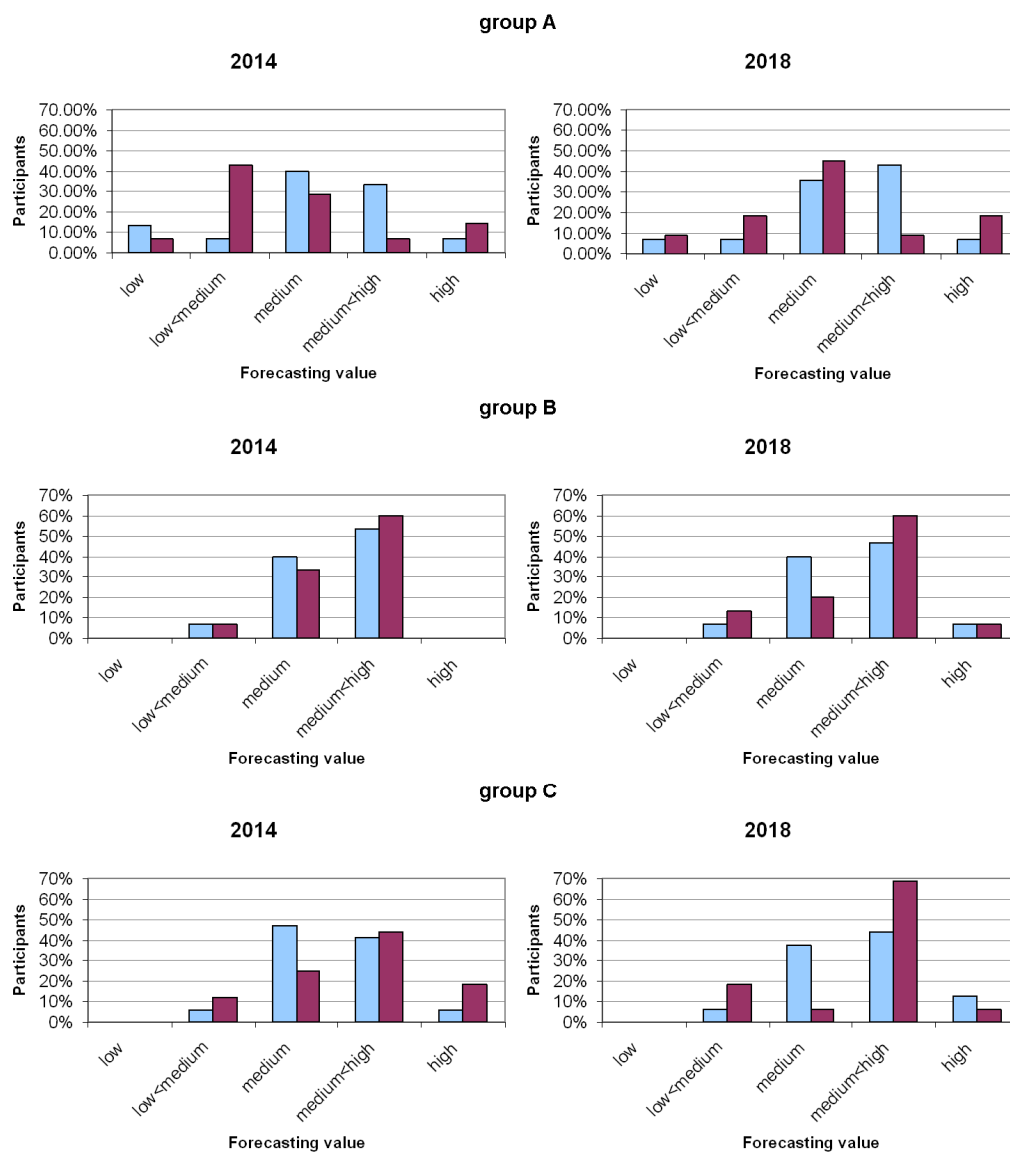 group A
2014
70.00%
60.00%
50.00%
40.00%
30.00%
20.00%
10.00%
0.00%
Participants
low
low<medium
medium
medium<high
high
Forecasting value
2018
70.00%
60.00%
50.00%
40.00%
30.00%
20.00%
10.00%
0.00%
Participants
low
low<medium
medium
medium<high
high
Forecasting value
group B
2014
70%
60%
50%
40%
30%
20%
10%
0%
Participants
low
low<medium
medium
medium<high
high
Forecasting value
2018
70%
60%
50%
40%
30%
20%
10%
0%
Participants
low
low<medium
medium
medium<high
high
Forecasting value
group C
2014
70%
60%
50%
40%
30%
20%
10%
0%
Participants
low
low<medium
medium
medium<high
high
Forecasting value
2018
70%
60%
50%
40%
30%
20%
10%
0%
Participants
low
low<medium
medium
medium<high
high
Forecasting value